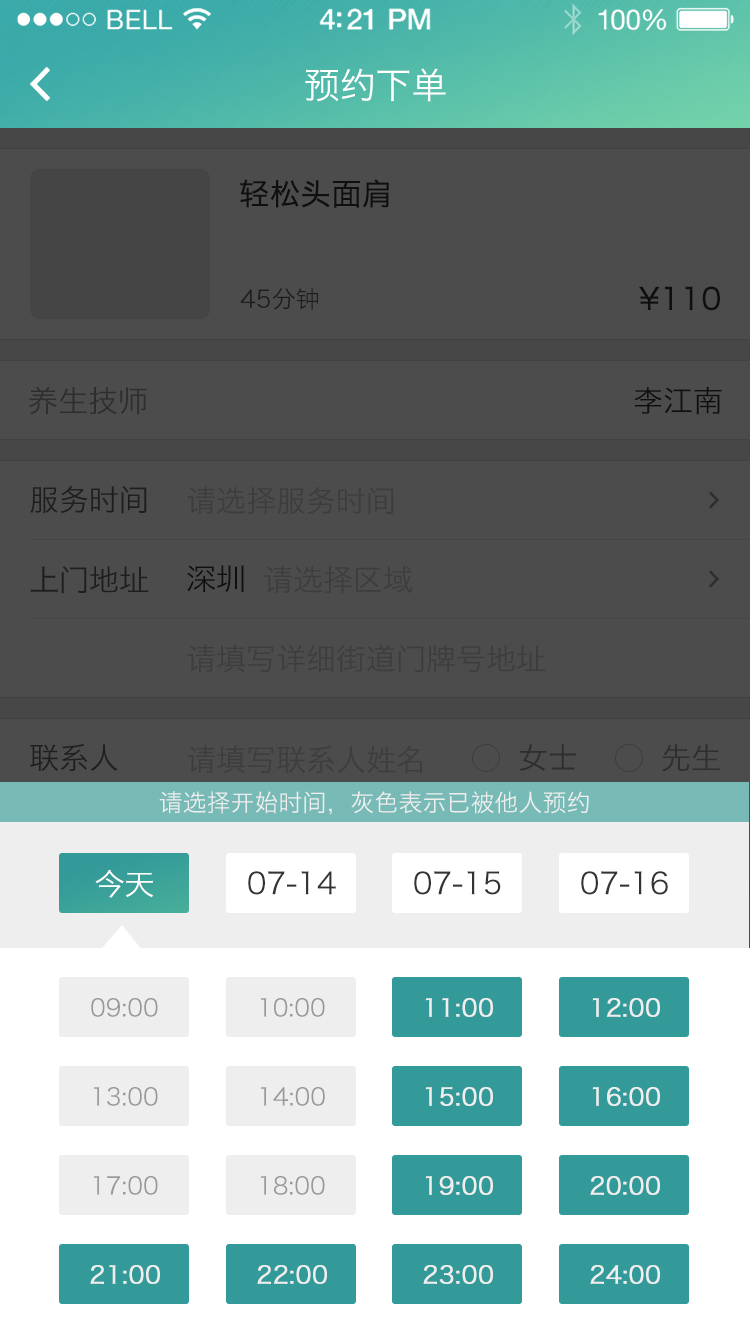 BELL 4:21 PM 100%
预约下单
轻松头面肩
45分钟 ¥110
养生技师 李江南
服务时间 请选择服务时间
上门地址 深圳 请选择区域
请填写详细街道门牌号地址
联系人 请填写联系人姓名 女士 先生
请选择开始时间，灰色表示已被他人预约
今天 07-14 07-15 07-16
09:00 10:00 11:00 12:00
13:00 14:00 15:00 16:00
17:00 18:00 19:00 20:00
21:00 22:00 23:00 24:00